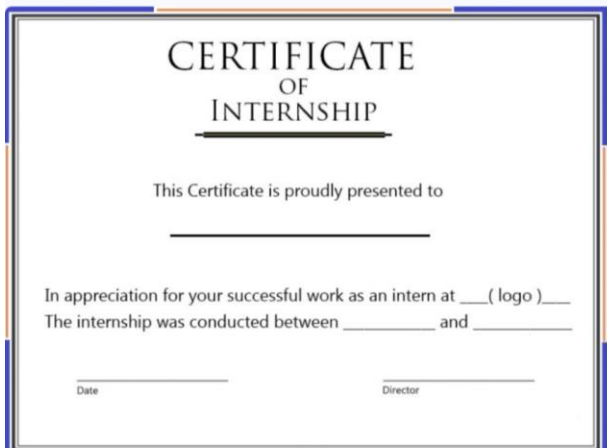 CERTIFICATE
OF
INTERNSHIP
This Certificate is proudly presented to
In appreciation for your successful work as an intern at ___( logo )___
The internship was conducted between __________ and ___________
Date
Director